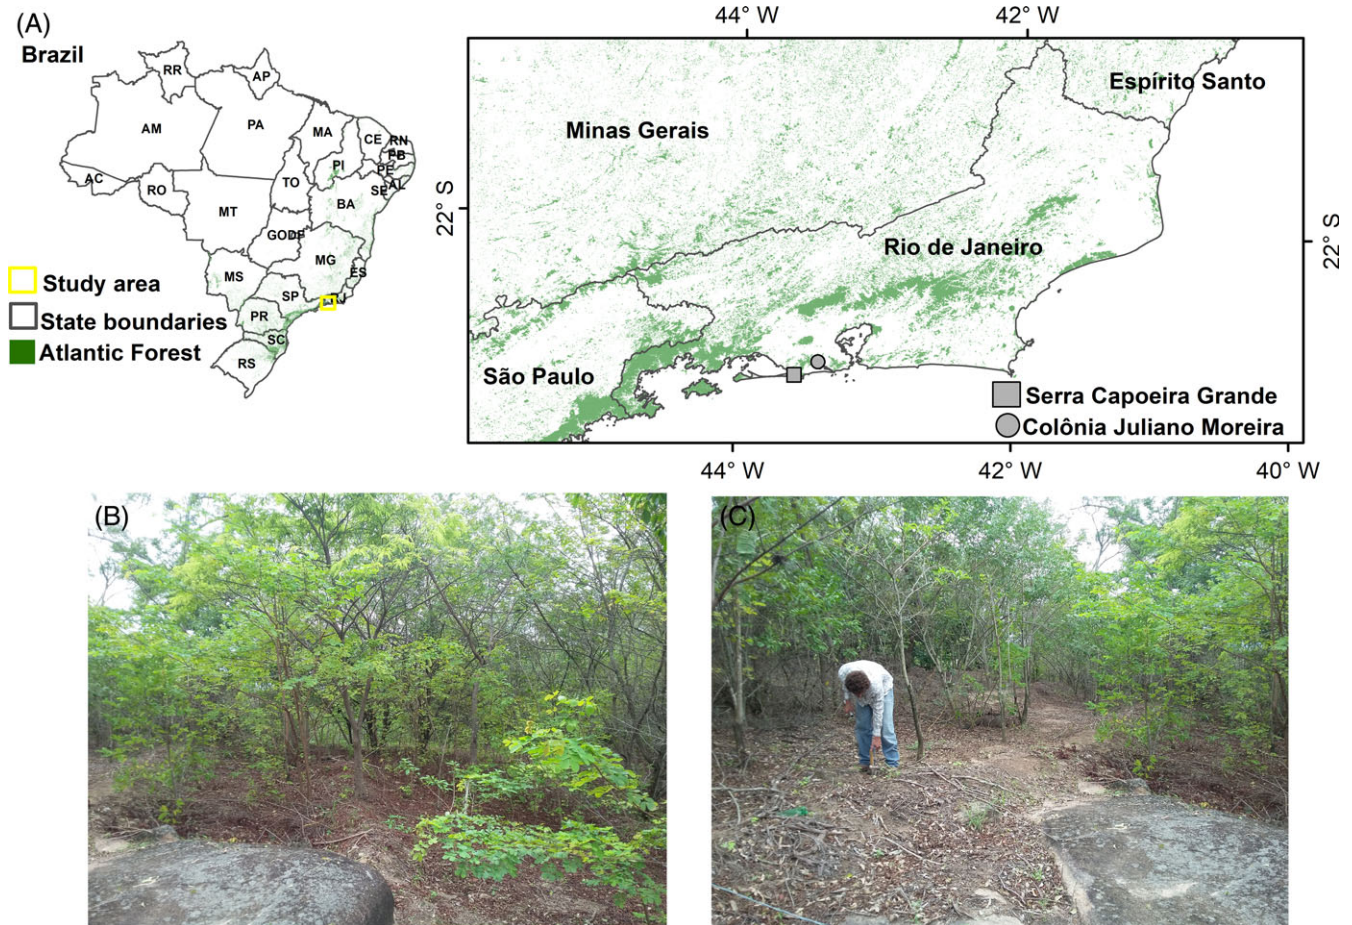 (A)
Brazil
RR
AP
AM
PA
MA
CE
RN
PB
PI
PE
AL
AC
RO
TO
SE
BA
MT
GODF
MG
ES
MS
SP
RJ
PR
SC
RS
Study area
State boundaries
Atlantic Forest
44° W
42° W
22° S
22° S
Espírito Santo
Minas Gerais
Rio de Janeiro
São Paulo
Serra Capoeira Grande
Colônia Juliano Moreira
44° W
42° W
40° W
(B)
(C)